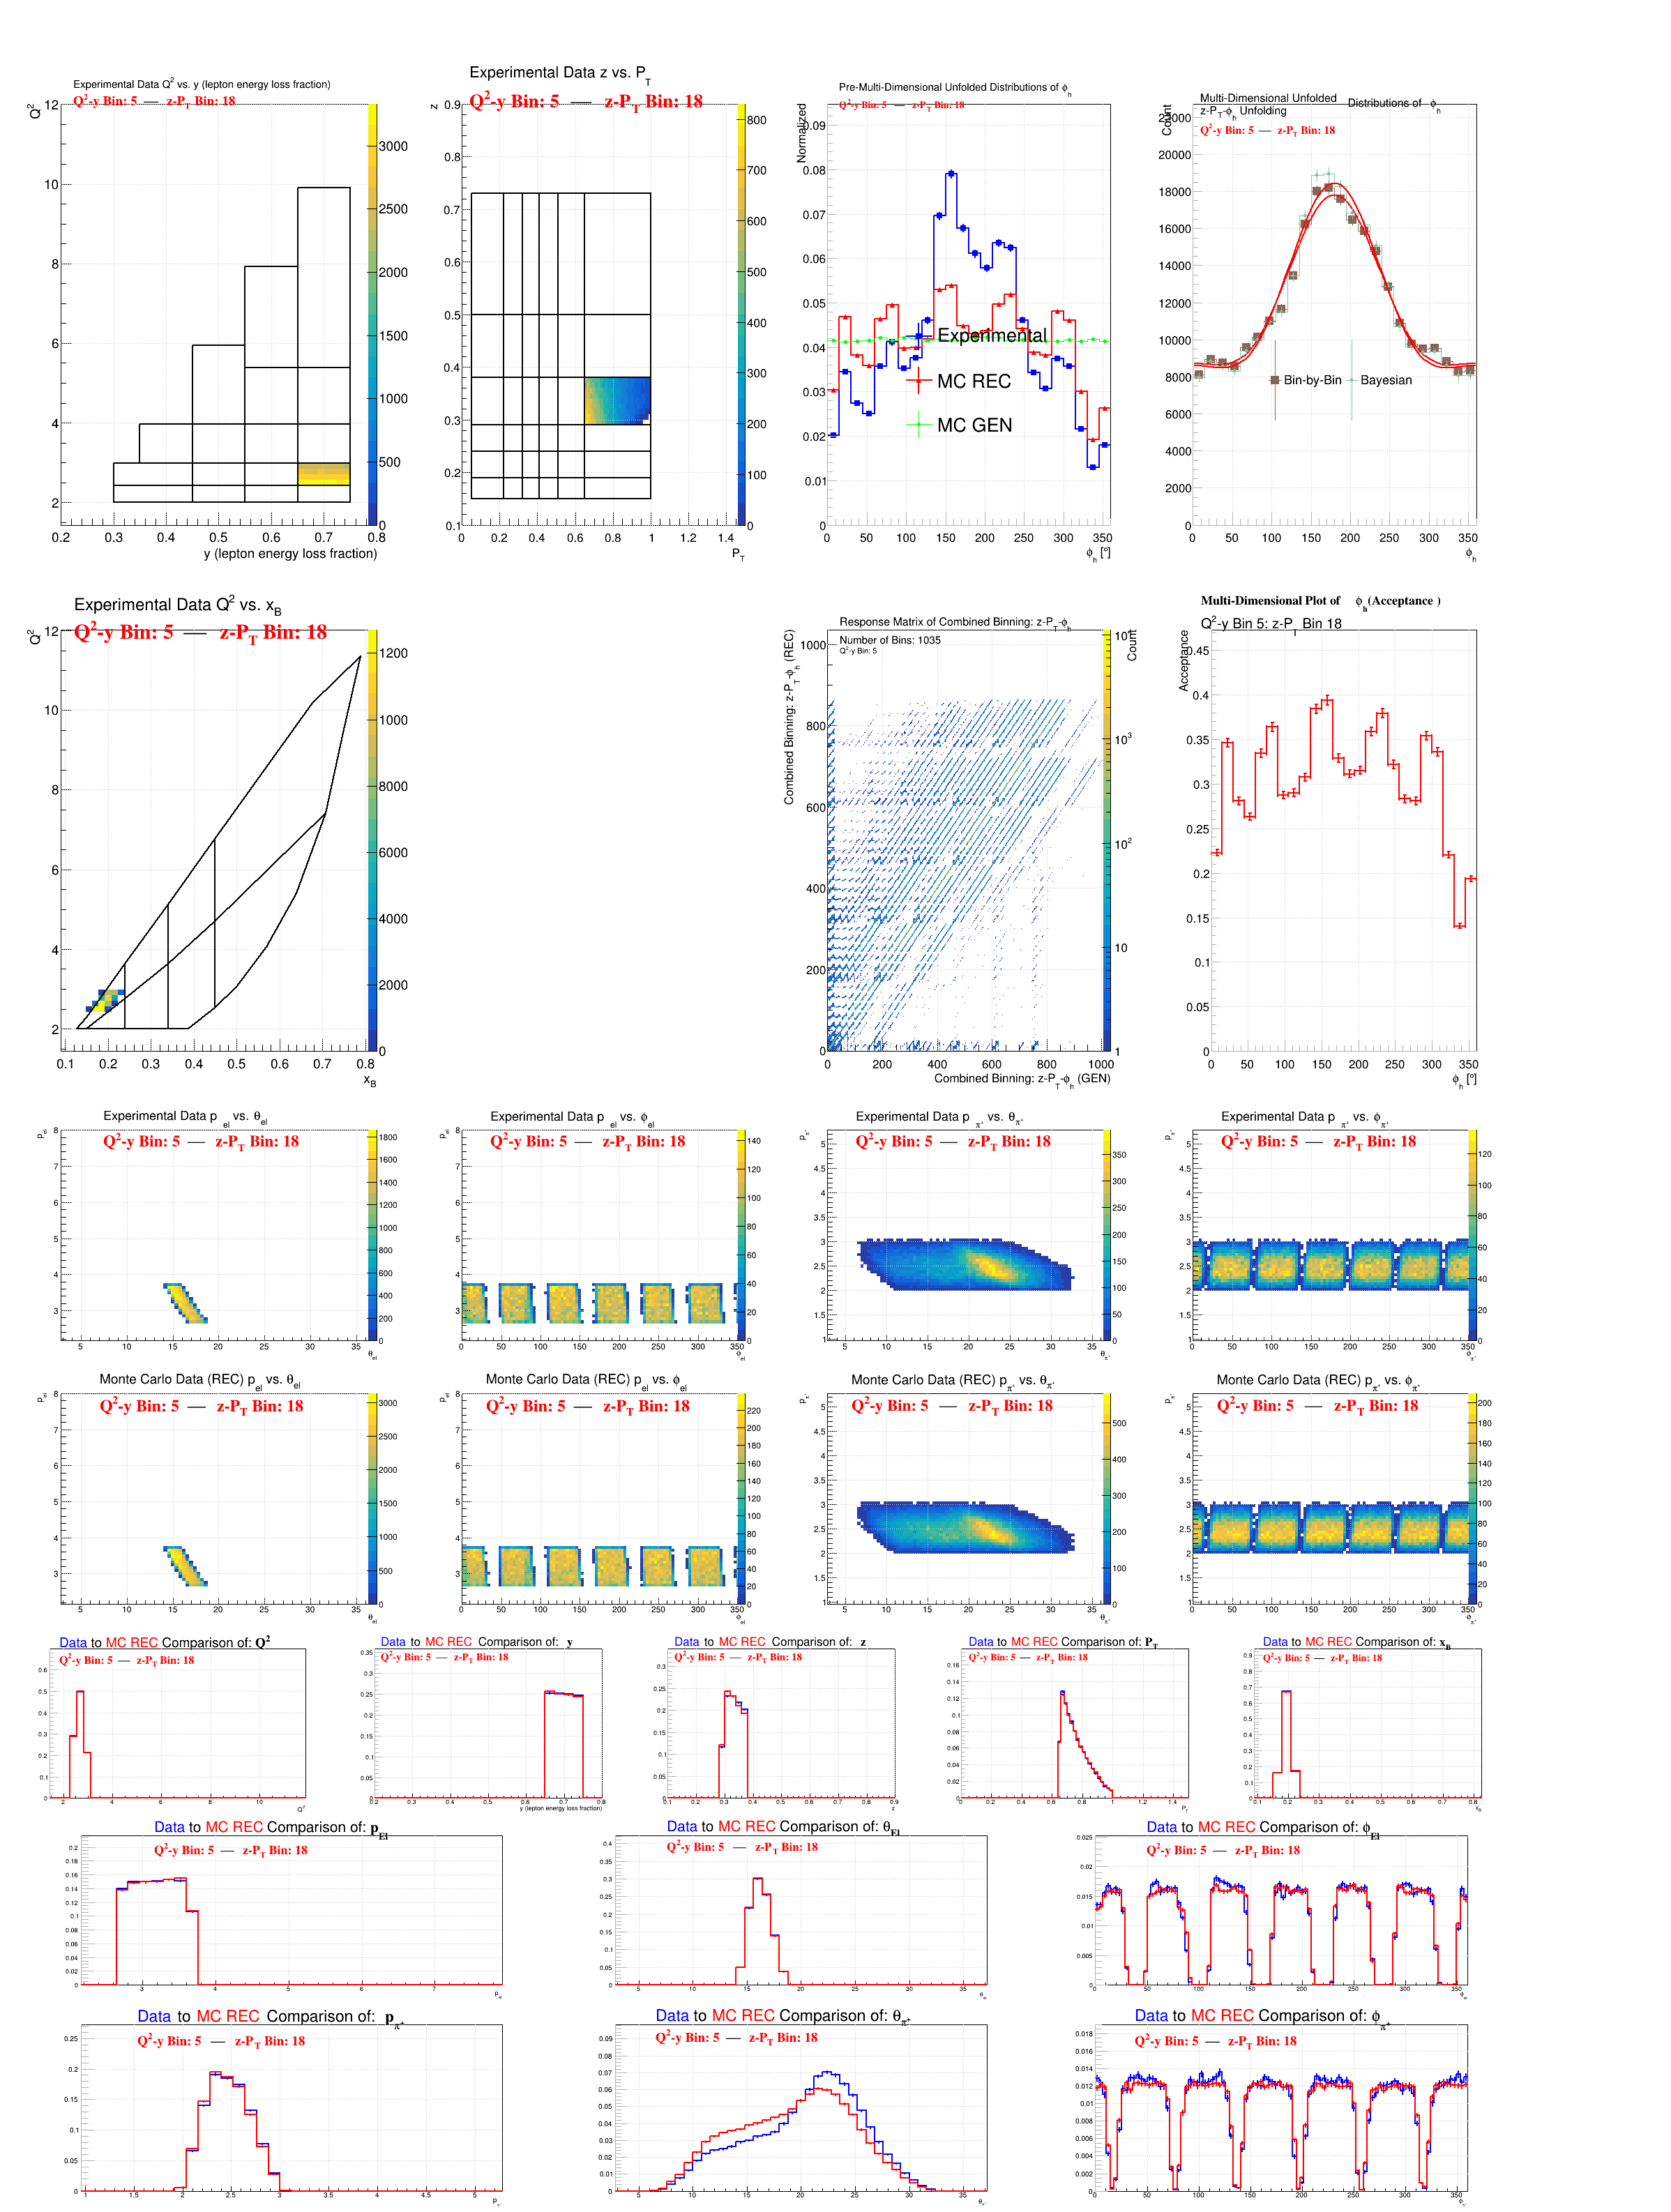 Experimental Data Q² vs. y (lepton energy loss fraction)
Q²-y Bin: 5 — z-P_T Bin: 18
Q²
y (lepton energy loss fraction)
Experimental Data z vs. P_T
Q²-y Bin: 5 — z-P_T Bin: 18
z
P_T
Pre-Multi-Dimensional Unfolded Distributions of ϕ_h
Q²-y Bin: 5 — z-P_T Bin: 18
Normalized
Experimental
MC REC
MC GEN
ϕ_h [°]
Multi-Dimensional Unfolded Distributions of ϕ_h
z-P_T-ϕ_h Unfolding
Q²-y Bin: 5 — z-P_T Bin: 18
Count
Bin-by-Bin
Bayesian
ϕ_h
Experimental Data Q² vs. x_B
Q²-y Bin: 5 — z-P_T Bin: 18
Q²
x_B
Response Matrix of Combined Binning: z-P_T-ϕ_h
Number of Bins: 1035
Q²-y Bin: 5
Combined Binning: z-P_T-ϕ_h (REC)
Count
Combined Binning: z-P_T-ϕ_h (GEN)
Multi-Dimensional Plot of ϕ_h (Acceptance )
Q²-y Bin 5: z-P_T Bin 18
Acceptance
ϕ_h [°]
Experimental Data p_el vs. θ_el
Q²-y Bin: 5 — z-P_T Bin: 18
Experimental Data p_el vs. ϕ_el
Q²-y Bin: 5 — z-P_T Bin: 18
Experimental Data p_π⁺ vs. θ_π⁺
Q²-y Bin: 5 — z-P_T Bin: 18
Experimental Data p_π⁺ vs. ϕ_π⁺
Q²-y Bin: 5 — z-P_T Bin: 18
Monte Carlo Data (REC) p_el vs. θ_el
Q²-y Bin: 5 — z-P_T Bin: 18
Monte Carlo Data (REC) p_el vs. ϕ_el
Q²-y Bin: 5 — z-P_T Bin: 18
Monte Carlo Data (REC) p_π⁺ vs. θ_π⁺
Q²-y Bin: 5 — z-P_T Bin: 18
Monte Carlo Data (REC) p_π⁺ vs. ϕ_π⁺
Q²-y Bin: 5 — z-P_T Bin: 18
Data to MC REC Comparison of: Q²
Q²-y Bin: 5 — z-P_T Bin: 18
Q²
Data to MC REC Comparison of: y
Q²-y Bin: 5 — z-P_T Bin: 18
y (lepton energy loss fraction)
Data to MC REC Comparison of: z
Q²-y Bin: 5 — z-P_T Bin: 18
z
Data to MC REC Comparison of: P_T
Q²-y Bin: 5 — z-P_T Bin: 18
P_T
Data to MC REC Comparison of: x_B
Q²-y Bin: 5 — z-P_T Bin: 18
x_B
Data to MC REC Comparison of: p_El
Q²-y Bin: 5 — z-P_T Bin: 18
Data to MC REC Comparison of: θ_El
Q²-y Bin: 5 — z-P_T Bin: 18
Data to MC REC Comparison of: ϕ_El
Q²-y Bin: 5 — z-P_T Bin: 18
Data to MC REC Comparison of: p_π⁺
Q²-y Bin: 5 — z-P_T Bin: 18
Data to MC REC Comparison of: θ_π⁺
Q²-y Bin: 5 — z-P_T Bin: 18
Data to MC REC Comparison of: ϕ_π⁺
Q²-y Bin: 5 — z-P_T Bin: 18